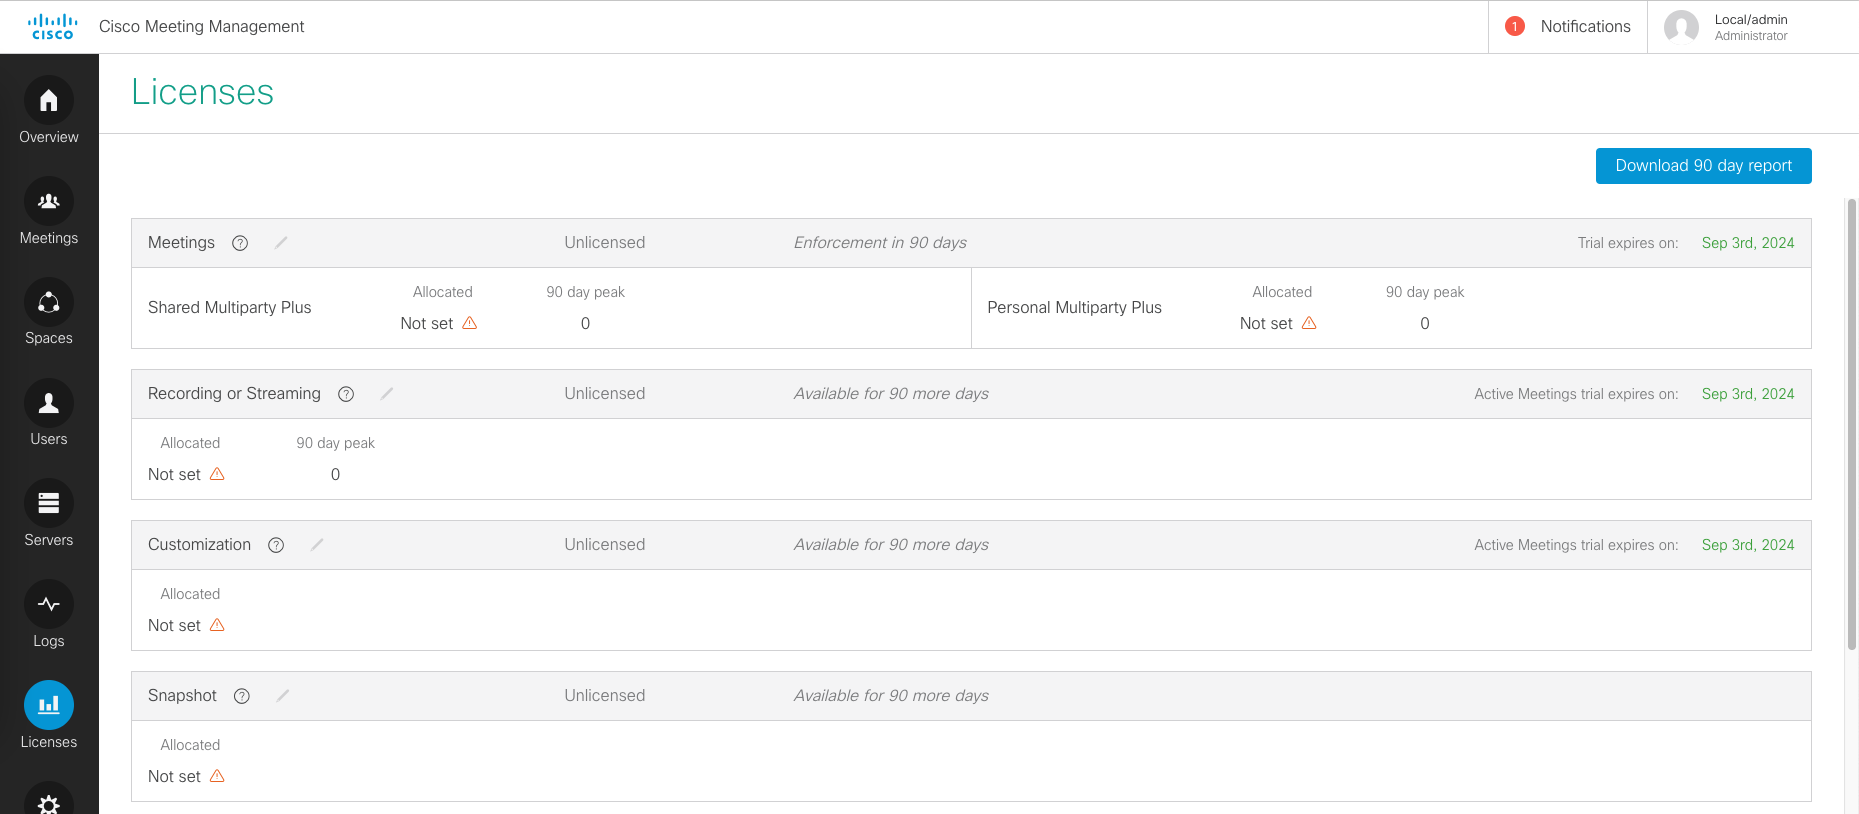 CISCO Cisco Meeting Management 1 Notifications Local/admin
Administrator
Licenses
Download 90 day report
Overview
Meetings
Spaces
Users
Servers
Logs
Licenses
Meetings ? Unlicensed Enforcement in 90 days Trial expires on: Sep 3rd, 2024
Shared Multiparty Plus Allocated 90 day peak Personal Multiparty Plus Allocated 90 day peak
Not set 0 Not set 0
Recording or Streaming ? Unlicensed Available for 90 more days Active Meetings trial expires on: Sep 3rd, 2024
Allocated 90 day peak
Not set 0
Customization ? Unlicensed Available for 90 more days Active Meetings trial expires on: Sep 3rd, 2024
Allocated
Not set
Snapshot ? Unlicensed Available for 90 more days
Allocated
Not set